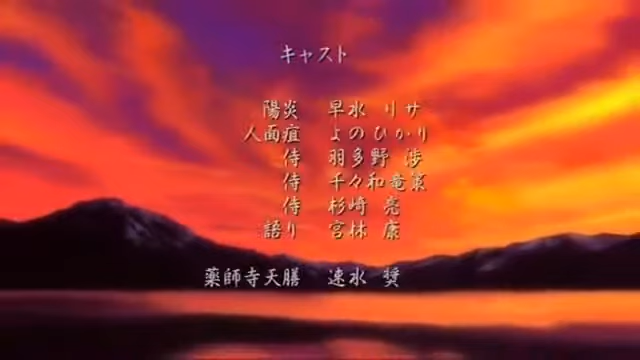 キャスト
陽炎 早水 リサ
人面疽 よのひかり
侍 羽多野 渉
侍 千々和竜策
侍 杉崎 亮
語り 宮林 康
薬師寺天膳 速水 奨